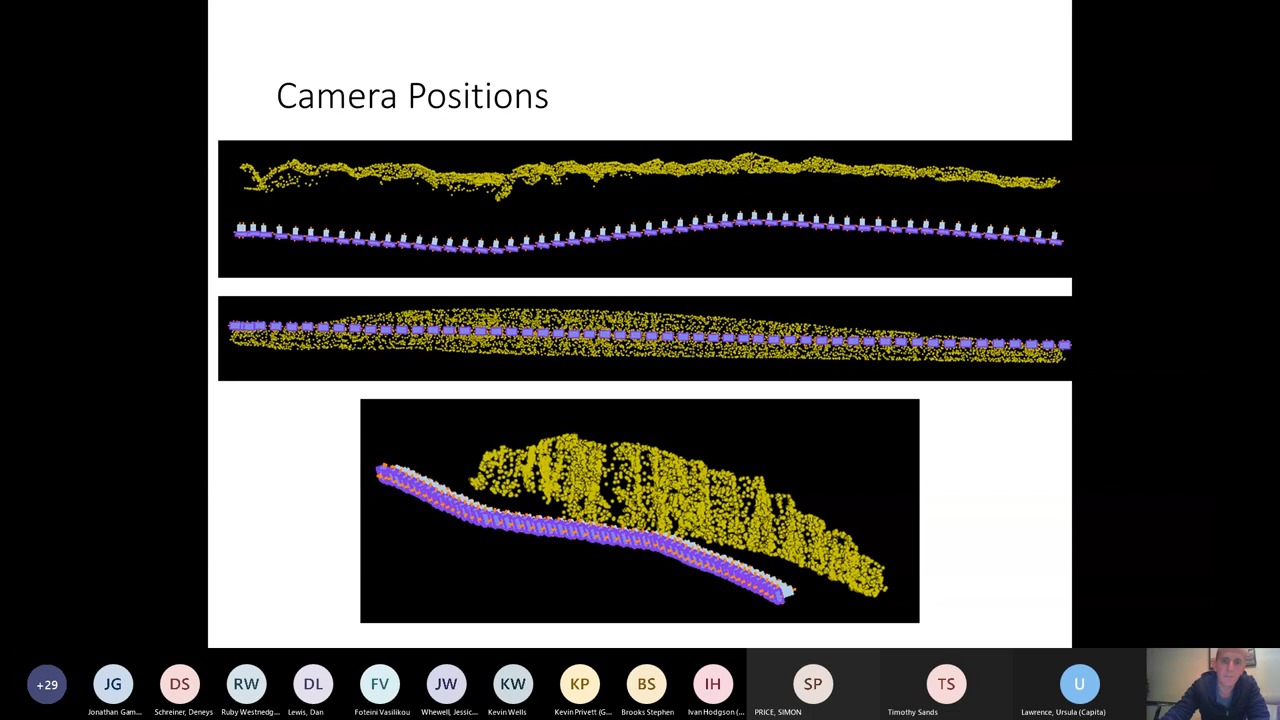 Camera Positions
+29
JG
DS
RW
DL
FV
JW
KW
KP
BS
IH
SP
TS
U
Jonathan Gam...
Schreiner, Deneys
Ruby Westnedg...
Lewis, Dan
Foteini Vasilikou
Whewell, Jessic...
Kevin Wells
Kevin Privett (G...
Brooks Stephen
Ivan Hodgson (...
PRICE, SIMON
Timothy Sands
Lawrence, Ursula (Capita)